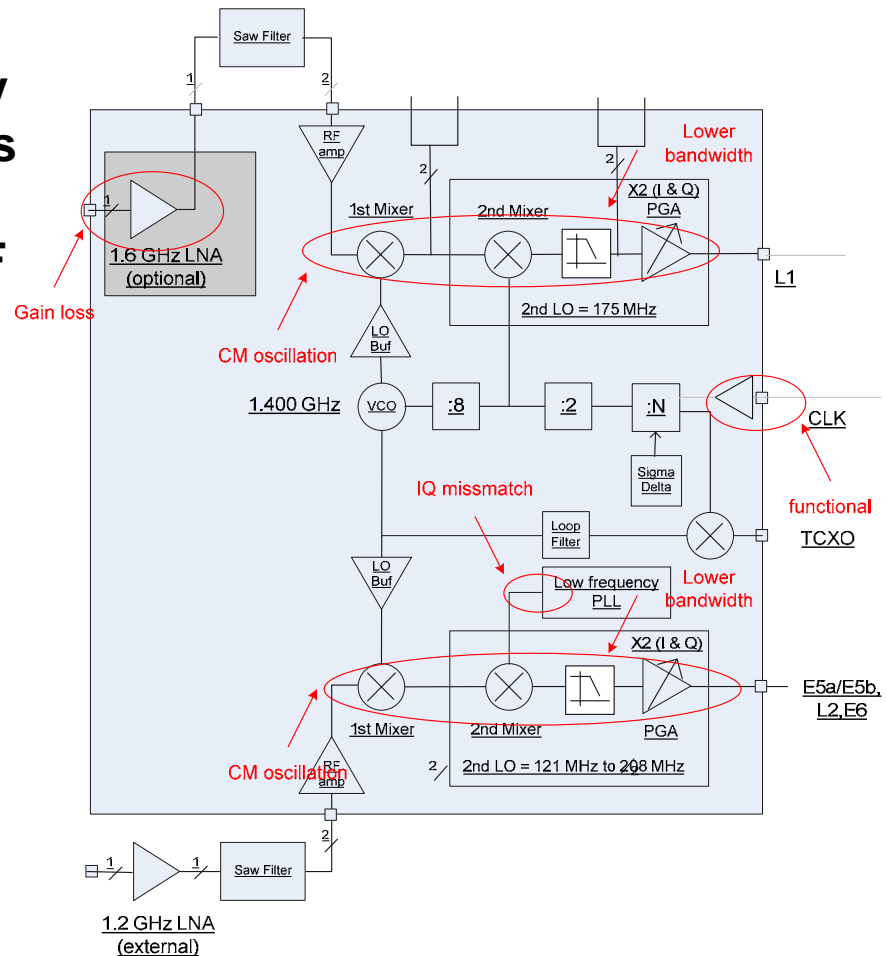 Saw Filter
1
2
y
s
F
RF
amp
2
2
Lower
bandwidth
X2 (I & Q)
PGA
1st Mixer
2nd Mixer
1
1.6 GHz LNA
(optional)
Gain loss
L1
2nd LO = 175 MHz
LO
Buf
CM oscillation
1.400 GHz
VCO
:8
:2
:N
CLK
Sigma
Delta
IQ missmatch
functional
Loop
Filter
TCXO
LO
Buf
Low frequency
PLL
Lower
bandwidth
X2 (I & Q)
E5a/E5b,
L2,E6
1st Mixer
2nd Mixer
PGA
CM oscillation
RF
amp
2
2nd LO = 121 MHz to 208 MHz
2
2
1
1
Saw Filter
1.2 GHz LNA
(external)